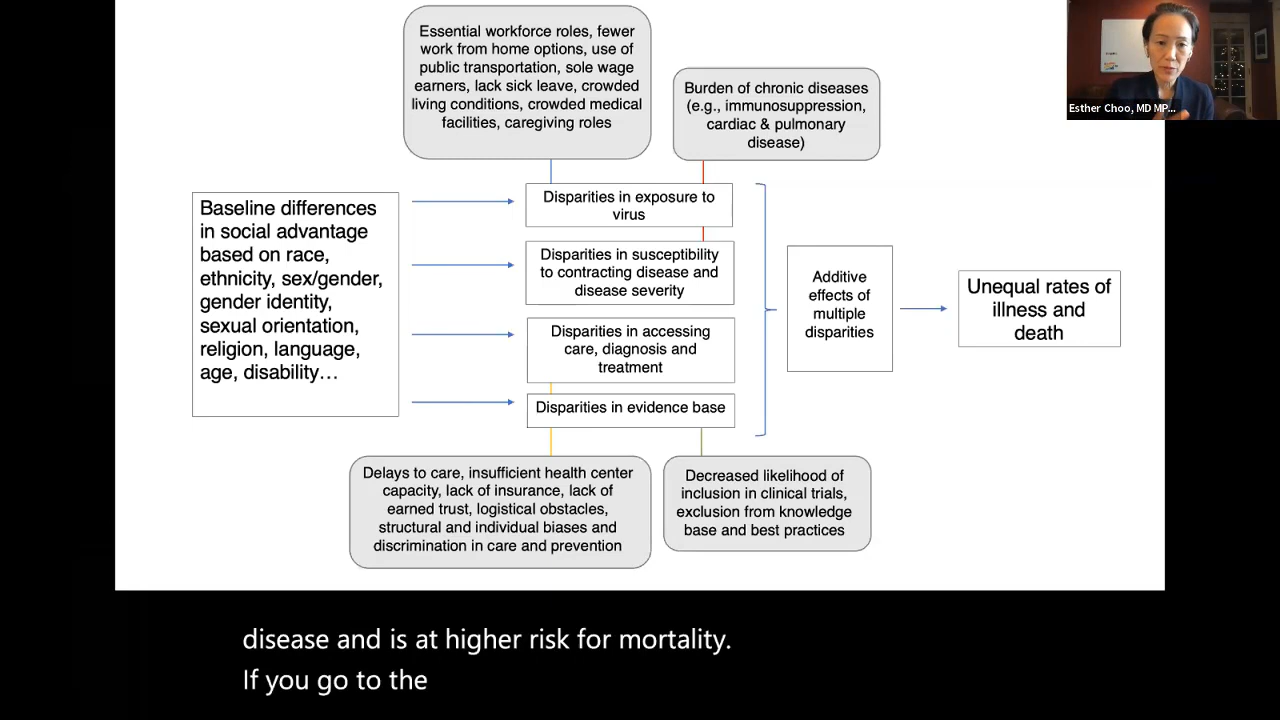 Essential workforce roles, fewer
work from home options, use of
public transportation, sole wage
earners, lack sick leave, crowded
living conditions, crowded medical
facilities, caregiving roles
Burden of chronic diseases
(e.g., immunosuppression,
cardiac & pulmonary
disease)
Esther Choo, MD MP...
Baseline differences
in social advantage
based on race,
ethnicity, sex/gender,
gender identity,
sexual orientation,
religion, language,
age, disability…
Disparities in exposure to
virus
Disparities in susceptibility
to contracting disease and
disease severity
Disparities in accessing
care, diagnosis and
treatment
Disparities in evidence base
Additive
effects of
multiple
disparities
Unequal rates of
illness and
death
Delays to care, insufficient health center
capacity, lack of insurance, lack of
earned trust, logistical obstacles,
structural and individual biases and
discrimination in care and prevention
Decreased likelihood of
inclusion in clinical trials,
exclusion from knowledge
base and best practices
disease and is at higher risk for mortality.
If you go to the